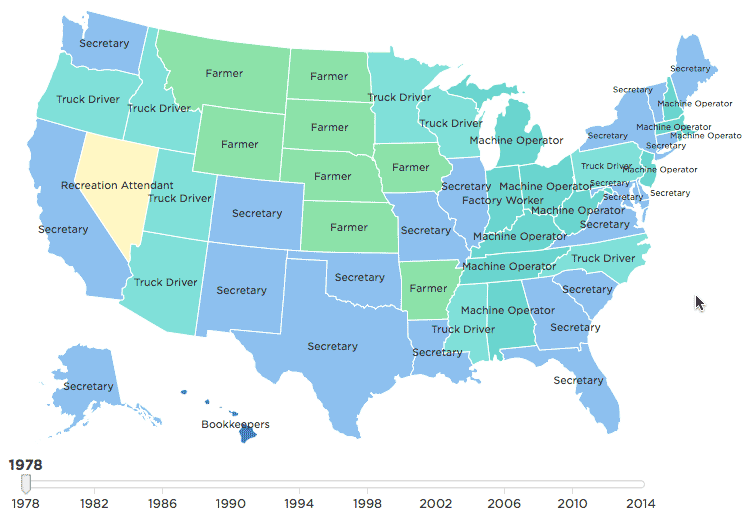 Secretary
Secretary
Farmer
Farmer
Truck Driver
Truck Driver
Truck Driver
Secretary
Machine Operator
Farmer
Truck Driver
Machine Operator
Machine Operato
Secretary
Machine Operator
Farmer
Secretary
Farmer
Truck Driver
Machine Operator
Recreation Attendant
Farmer
Secretary
Machine Operator
Secretary
Secretary
Truck Driver
Secretary
Factory Worker
Secretary
Machine Operator
Secretary
Farmer
Secretary
Secretary
Machine Operator
Truck Driver
Machine Operator
Secretary
Truck Driver
Secretary
Farmer
Secretary
Machine Operator
Secretary
Truck Driver
Secretary
Secretary
Secretary
Secretary
Bookkeepers
1978
1978 1982 1986 1990 1994 1998 2002 2006 2010 2014